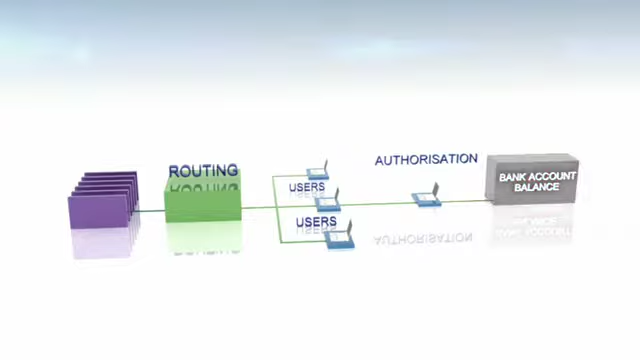 ROUTING
USERS
USERS
AUTHORISATION
BANK ACCOUNT
BALANCE